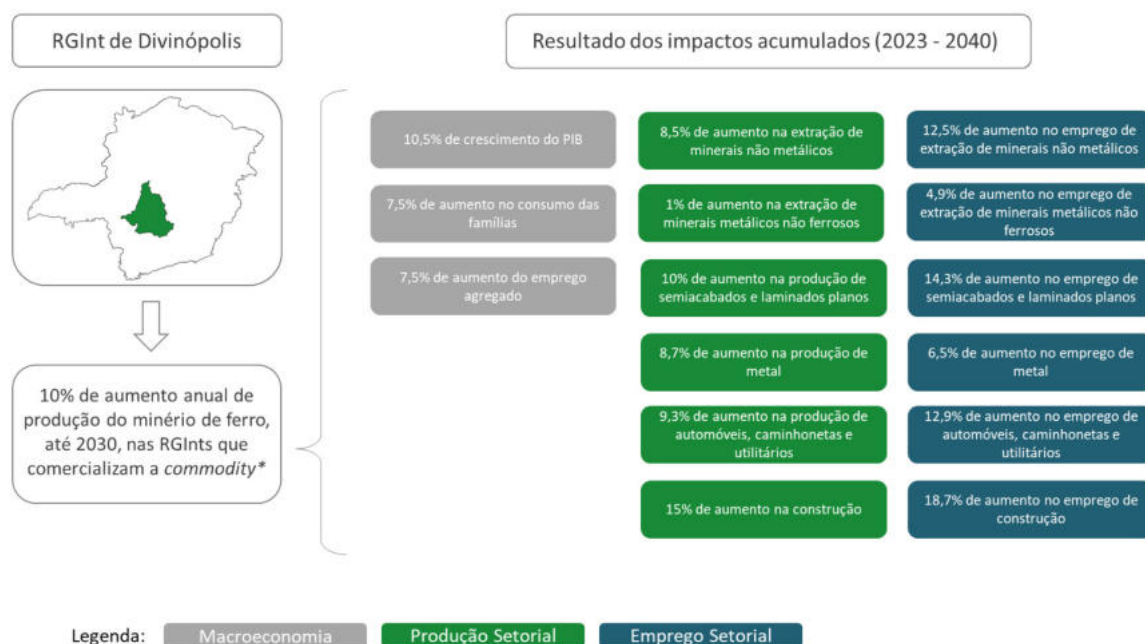 RGInt de Divinópolis
Resultado dos impactos acumulados (2023 - 2040)
10,5% de crescimento do PIB
8,5% de aumento na extração de
minerais não metálicos
12,5% de aumento no emprego de
extração de minerais não metálicos
7,5% de aumento no consumo das
famílias
1% de aumento na extração de
minerais metálicos não ferrosos
4,9% de aumento no emprego de
extração de minerais metálicos não
ferrosos
7,5% de aumento do emprego
agregado
10% de aumento na produção de
semiacabados e laminados planos
14,3% de aumento no emprego de
semiacabados e laminados planos
8,7% de aumento na produção de
metal
6,5% de aumento no emprego de
metal
10% de aumento anual de
produção do minério de ferro,
até 2030, nas RGInts que
comercializam a commodity*
9,3% de aumento na produção de
automóveis, caminhonetas e
utilitários
12,9% de aumento no emprego de
automóveis, caminhonetas e
utilitários
15% de aumento na construção
18,7% de aumento no emprego de
construção
Legenda:
Macroeconomia
Produção Setorial
Emprego Setorial